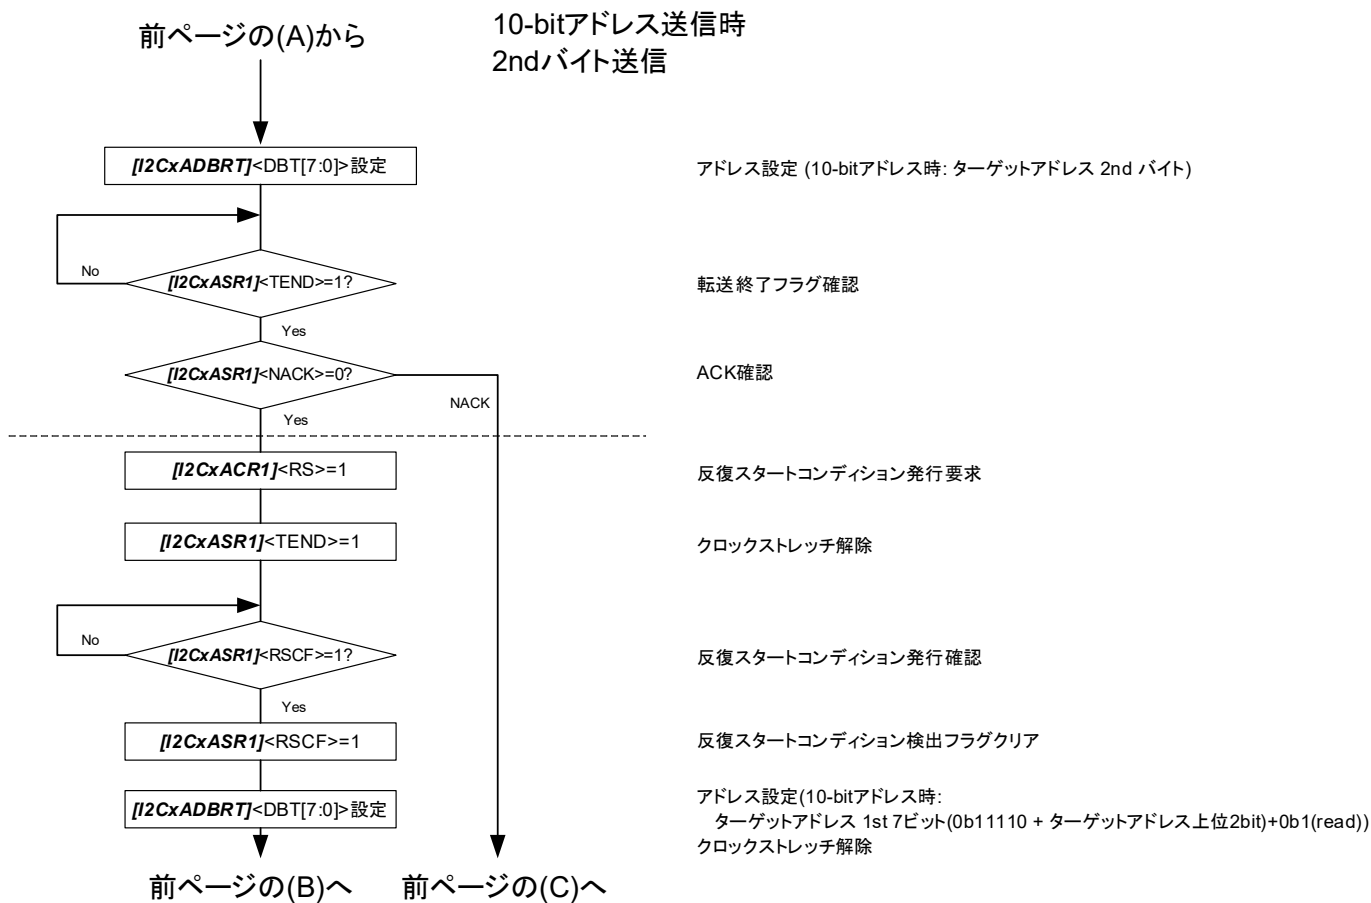 前ページの(A)から
10-bitアドレス送信時
2ndバイト送信
[I2CxADBRT]<DBT[7:0]>設定
アドレス設定 (10-bitアドレス時: ターゲットアドレス 2nd バイト)
No
[I2CxASR1]<TEND>=1?
転送終了フラグ確認
Yes
[I2CxASR1]<NACK>=0?
ACK確認
NACK
Yes
[I2CxACR1]<RS>=1
反復スタートコンディション発行要求
[I2CxASR1]<TEND>=1
クロックストレッチ解除
No
[I2CxASR1]<RSCF>=1?
反復スタートコンディション発行確認
Yes
[I2CxASR1]<RSCF>=1
反復スタートコンディション検出フラグクリア
[I2CxADBRT]<DBT[7:0]>設定
アドレス設定(10-bitアドレス時:
ターゲットアドレス 1st 7ビット(0b11110 + ターゲットアドレス上位2bit)+0b1(read))
クロックストレッチ解除
前ページの(B)へ
前ページの(C)へ